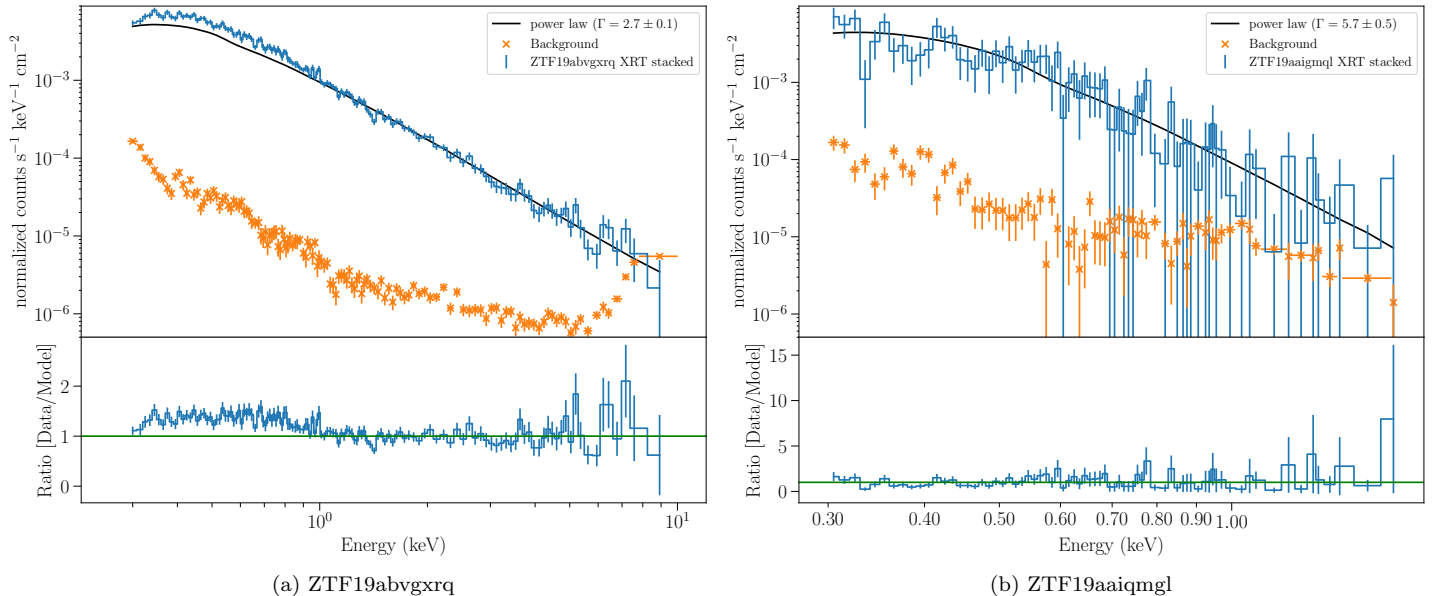 power law (Γ = 2.7 ± 0.1)
Background
ZTF19abvgxrq XRT stacked
normalized counts s⁻¹ keV⁻¹ cm⁻²
10⁻³
10⁻⁴
10⁻⁵
10⁻⁶
Ratio [Data/Model]
2
1
0
10⁰
10¹
Energy (keV)
(a) ZTF19abvgxrq
power law (Γ = 5.7 ± 0.5)
Background
ZTF19aaigmql XRT stacked
normalized counts s⁻¹ keV⁻¹ cm⁻²
10⁻³
10⁻⁴
10⁻⁵
10⁻⁶
Ratio [Data/Model]
15
10
5
0
0.30
0.40
0.50
0.60
0.70
0.80
0.90
1.00
Energy (keV)
(b) ZTF19aaiqmgl